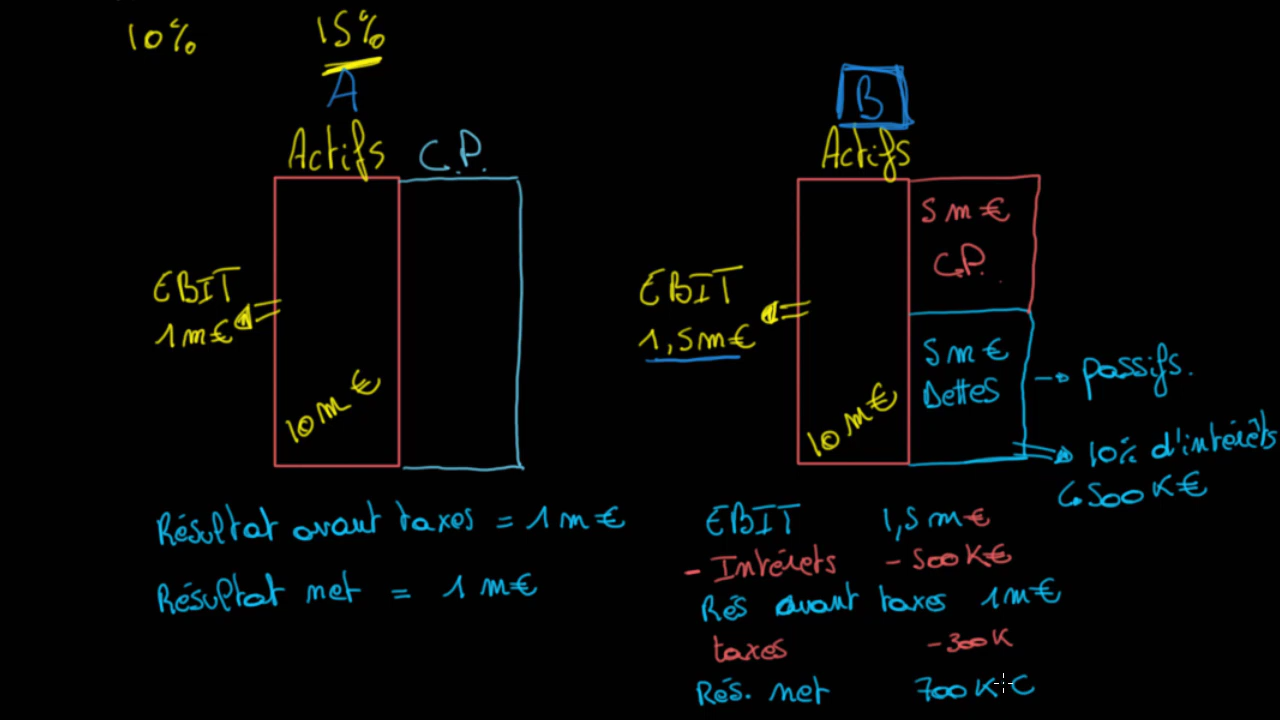 10% 15%
A
Actifs C.P.
EBIT
1m€
10m€
Résultat avant taxes = 1m€
Résultat net = 1m€
B
Actifs
EBIT
1,5m€
10m€
5m€
C.P.
5m€
Dettes
→ passifs.
10% d'intérêts
↳ 500K€
EBIT 1,5m€
- Intérets - 500K€
Rés avant taxes 1m€
taxes -300K
Rés. net 700K€